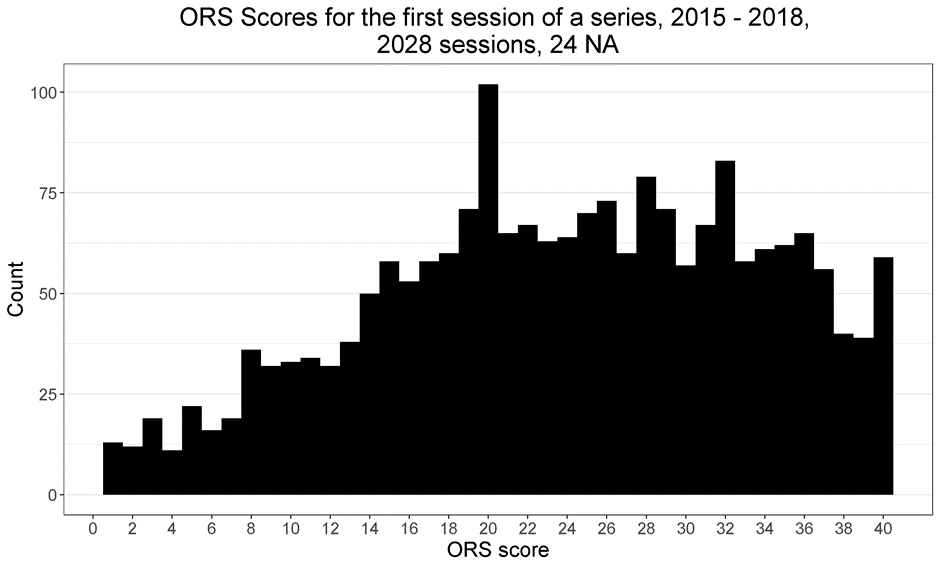 ORS Scores for the first session of a series, 2015 - 2018,
2028 sessions, 24 NA
Count
100
75
50
25
0
0 2 4 6 8 10 12 14 16 18 20 22 24 26 28 30 32 34 36 38 40
ORS score